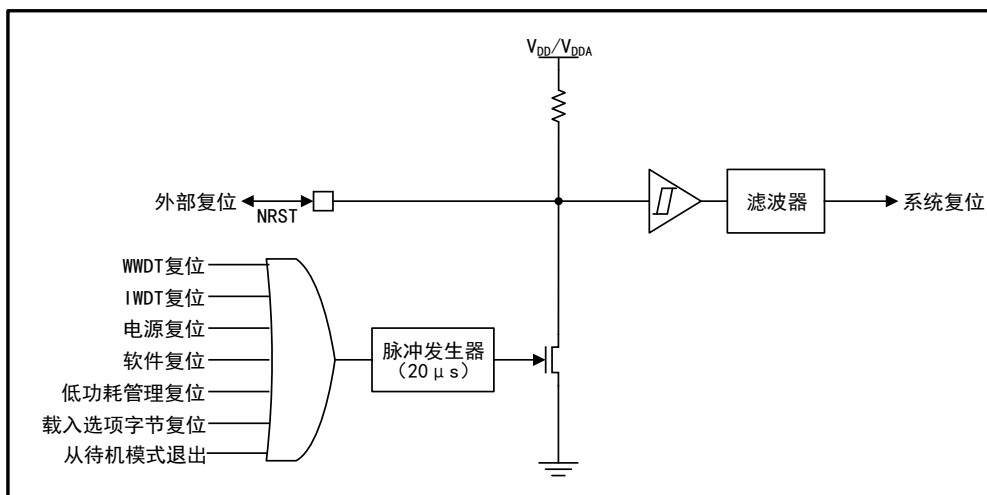 VDD/VDDA
外部复位
NRST
滤波器
系统复位
WWDT复位
IWDT复位
电源复位
软件复位
低功耗管理复位
载入选项字节复位
从待机模式退出
脉冲发生器
（20μs）